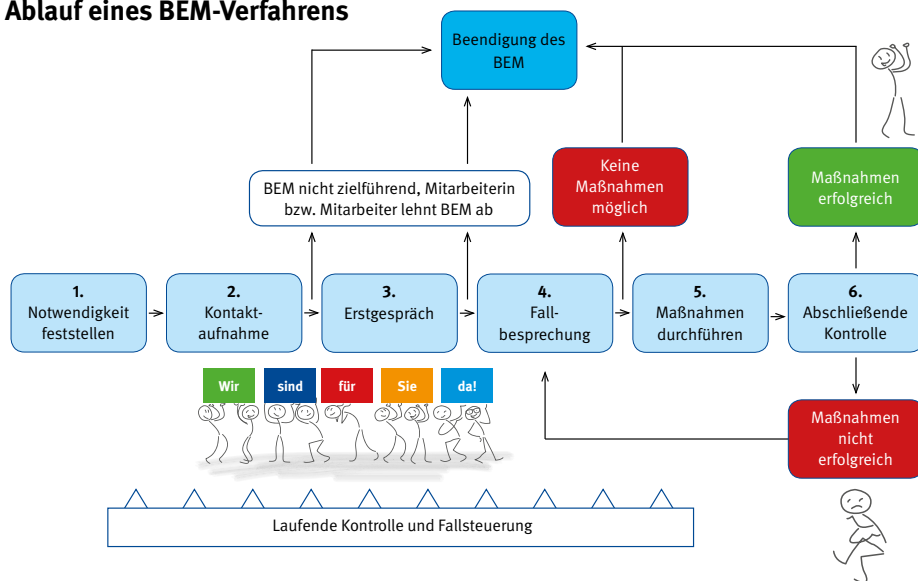 Ablauf eines BEM-Verfahrens
Beendigung des
BEM
BEM nicht zielführend, Mitarbeiterin
bzw. Mitarbeiter lehnt BEM ab
Keine
Maßnahmen
möglich
Maßnahmen
erfolgreich
1.
Notwendigkeit
feststellen
2.
Kontakt-
aufnahme
3.
Erstgespräch
4.
Fall-
besprechung
5.
Maßnahmen
durchführen
6.
Abschließende
Kontrolle
Wir sind für Sie da!
Maßnahmen
nicht
erfolgreich
Laufende Kontrolle und Fallsteuerung